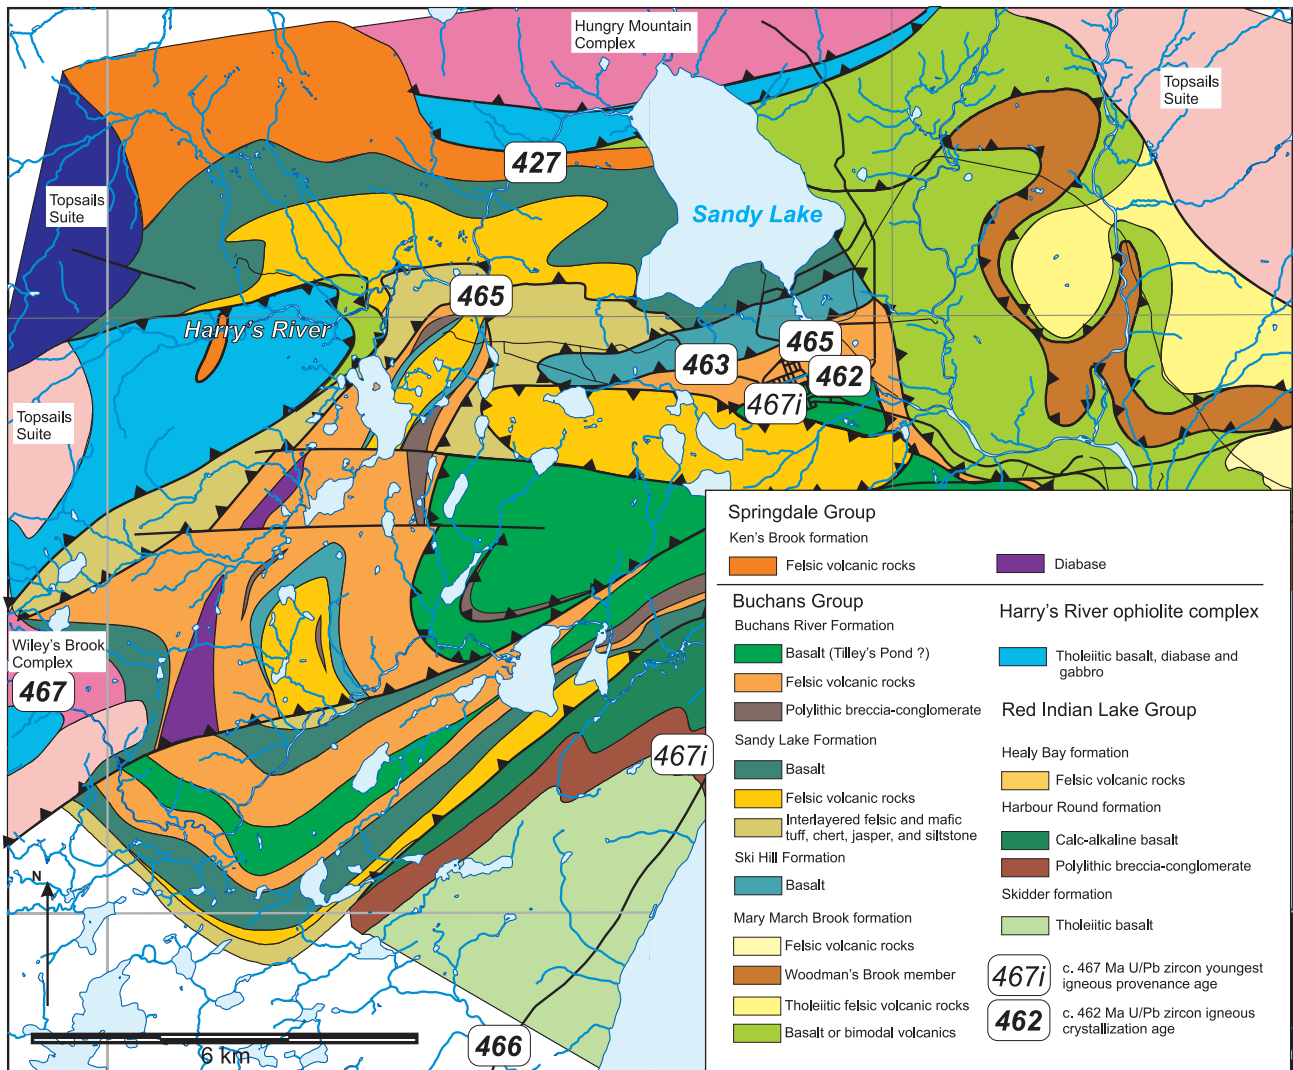 Hungry Mountain
Complex
Topsails
Suite
427
Topsails
Suite
Sandy Lake
465
Harry's River
465
463
462
467i
Topsails
Suite
Wiley's Brook
Complex
467
467i
N
6 km
466
Springdale Group
Ken's Brook formation
Felsic volcanic rocks
Diabase
Buchans Group
Buchans River Formation
Basalt (Tilley's Pond ?)
Felsic volcanic rocks
Polylithic breccia-conglomerate
Sandy Lake Formation
Basalt
Felsic volcanic rocks
Interlayered felsic and mafic
tuff, chert, jasper, and siltstone
Ski Hill Formation
Basalt
Mary March Brook formation
Felsic volcanic rocks
Woodman's Brook member
Tholeiitic felsic volcanic rocks
Basalt or bimodal volcanics
Harry's River ophiolite complex
Tholeiitic basalt, diabase and
gabbro
Red Indian Lake Group
Healy Bay formation
Felsic volcanic rocks
Harbour Round formation
Calc-alkaline basalt
Polylithic breccia-conglomerate
Skidder formation
Tholeiitic basalt
467i
c. 467 Ma U/Pb zircon youngest
igneous provenance age
462
c. 462 Ma U/Pb zircon igneous
crystallization age